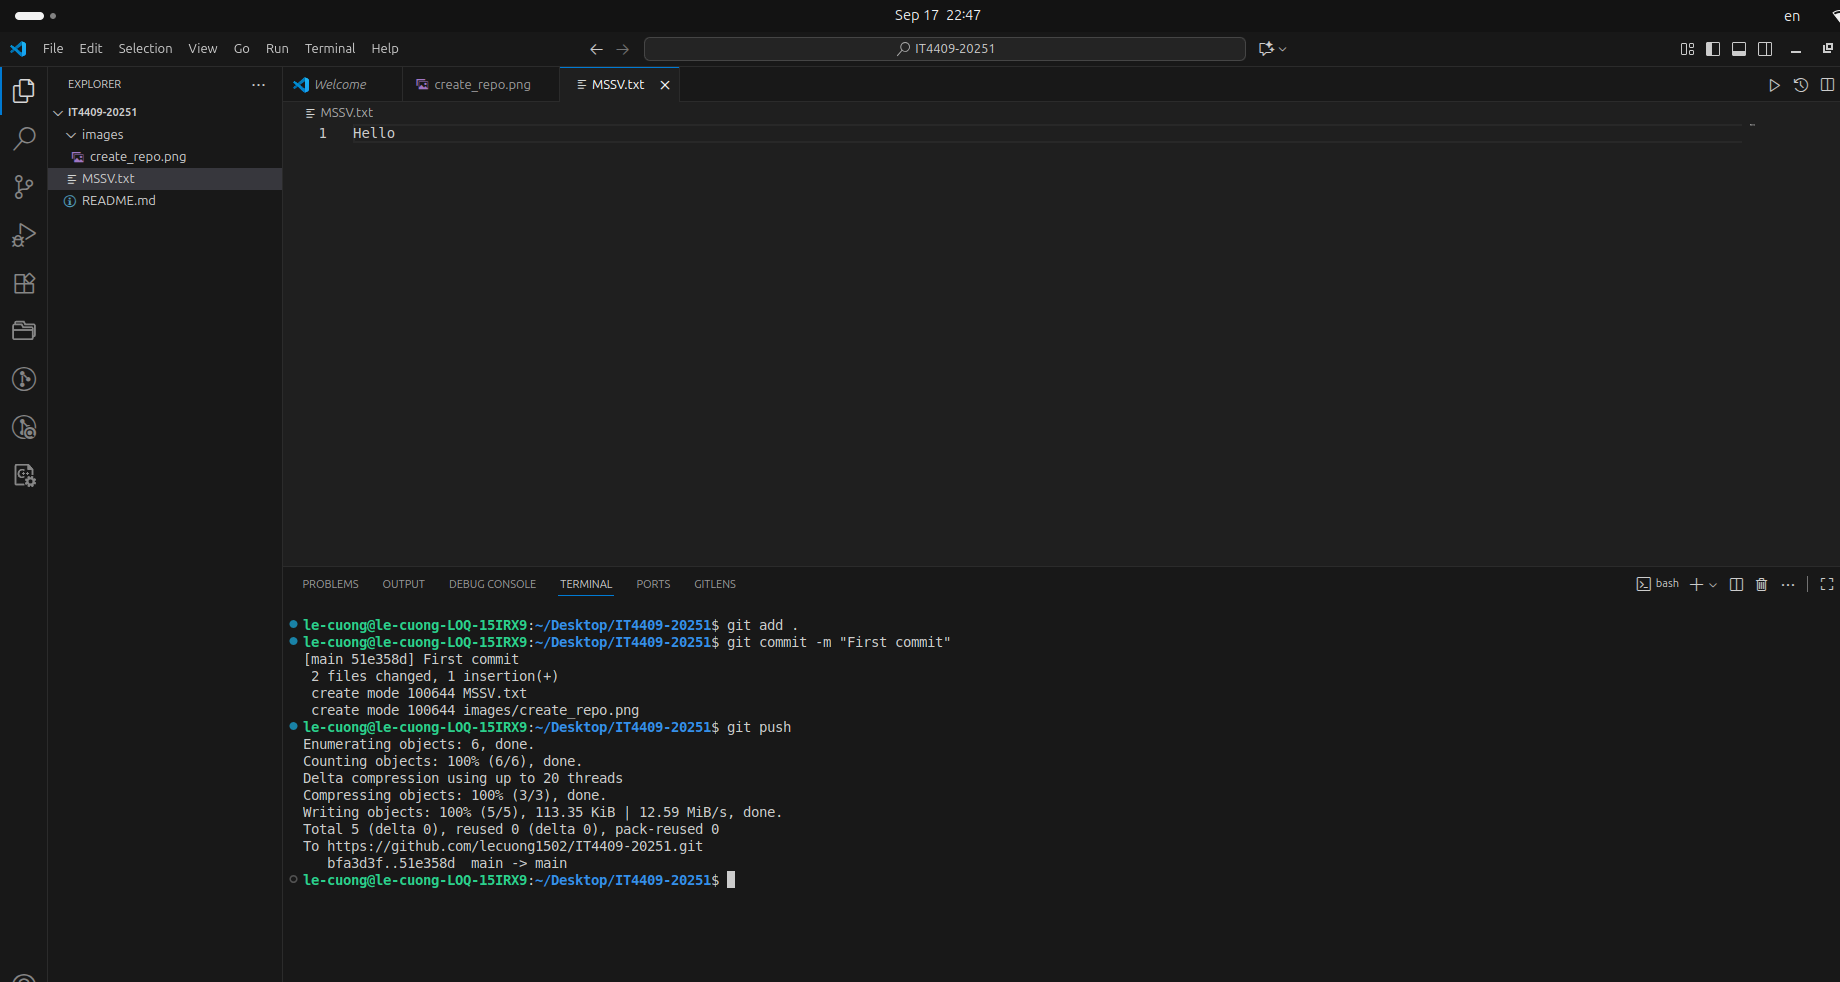 Sep 17 22:47
en
File Edit Selection View Go Run Terminal Help
IT4409-20251
EXPLORER
IT4409-20251
images
create_repo.png
MSSV.txt
README.md
Welcome
create_repo.png
MSSV.txt
MSSV.txt
1 Hello
PROBLEMS OUTPUT DEBUG CONSOLE TERMINAL PORTS GITLENS
bash
le-cuong@le-cuong-LOQ-15IRX9:~/Desktop/IT4409-20251$ git add .
le-cuong@le-cuong-LOQ-15IRX9:~/Desktop/IT4409-20251$ git commit -m "First commit"
[main 51e358d] First commit
2 files changed, 1 insertion(+)
create mode 100644 MSSV.txt
create mode 100644 images/create_repo.png
le-cuong@le-cuong-LOQ-15IRX9:~/Desktop/IT4409-20251$ git push
Enumerating objects: 6, done.
Counting objects: 100% (6/6), done.
Delta compression using up to 20 threads
Compressing objects: 100% (3/3), done.
Writing objects: 100% (5/5), 113.35 KiB | 12.59 MiB/s, done.
Total 5 (delta 0), reused 0 (delta 0), pack-reused 0
To https://github.com/lecuong1502/IT4409-20251.git
bfa3d3f..51e358d  main -> main
le-cuong@le-cuong-LOQ-15IRX9:~/Desktop/IT4409-20251$